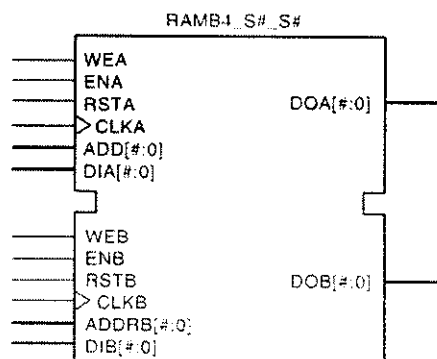 RAMB4_S#_S#
WEA
ENA
RSTA
DOA[#:0]
CLKA
ADD[#:0]
DIA[#:0]
WEB
ENB
RSTB
DOB[#:0]
CLKB
ADDRB[#:0]
DIB[#:0]